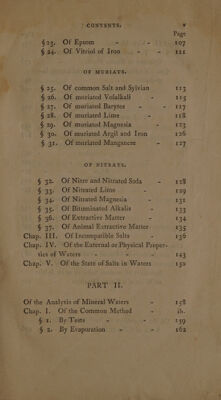 CONTENTS. v
Page
§ 23. Of Epsom - - 107
§ 24. Of Vitriol of Iron - - 111
OF MURIATS.
§ 25. Of common Salt and Sylvian 113
§ 26. Of muriated Volalkali - 115
§ 27. Of muriated Barytes - - 117
§ 28. Of muriated Lime - - 118
§ 29. Of muriated Magnesia - 123
§ 30. Of muriated Argil and Iron 126
§ 31. Of muriated Manganese - 127
OF NITRATS.
§ 32. Of Nitre and Nitrated Soda - 128
§ 33. Of Nitrated Lime - 129
§ 34. Of Nitrated Magnesia - 131
§ 35. Of Bituminated Alkalis - 133
§ 36. Of Extractive Matter - 134
§ 37. Of Animal Extractive Matter 135
Chap. III. Of Incompatible Salts - 136
Chap. IV. Of the External or Physical Proper-
ties of Waters - - 143
Chap. V. Of the State of Salts in Waters 150
PART II.
Of the Analysis of Mineral Waters - 158
Chap. I. Of the Common Method - ib.
§ 1. By Tests - - 159
§ 2. By Evaporation - - 162